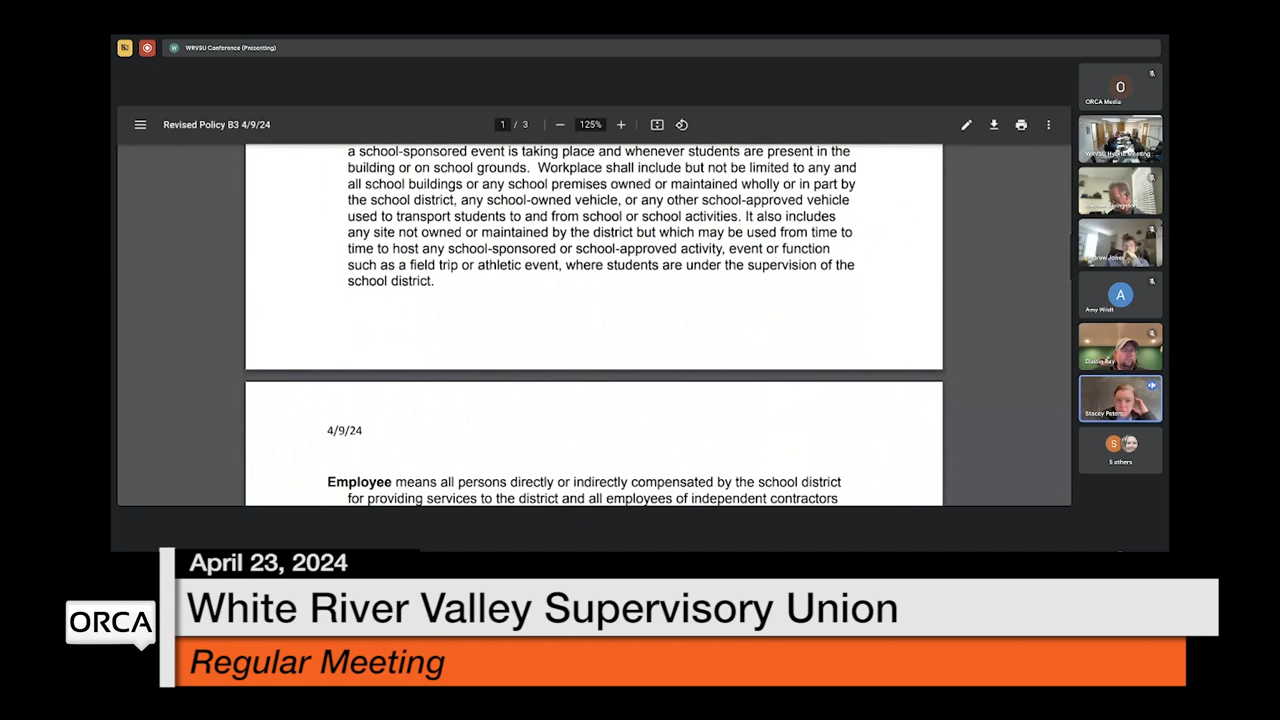 WRVSU Conference (Presenting)
Revised Policy B3 4/9/24
1 / 3
125%
a school-sponsored event is taking place and whenever students are present in the
building or on school grounds. Workplace shall include but not be limited to any and
all school buildings or any school premises owned or maintained wholly or in part by
the school district, any school-owned vehicle, or any other school-approved vehicle
used to transport students to and from school or school activities. It also includes
any site not owned or maintained by the district but which may be used from time to
time to host any school-sponsored or school-approved activity, event or function
such as a field trip or athletic event, where students are under the supervision of the
school district.
4/9/24
Employee means all persons directly or indirectly compensated by the school district
for providing services to the district and all employees of independent contractors
O
ORCA Media
WRVSU Hybrid Meeting
Andrew Jones
A
Amy Wildt
Dustin Ray
Stacey Peters
S
5 others
April 23, 2024
White River Valley Supervisory Union
ORCA
Regular Meeting